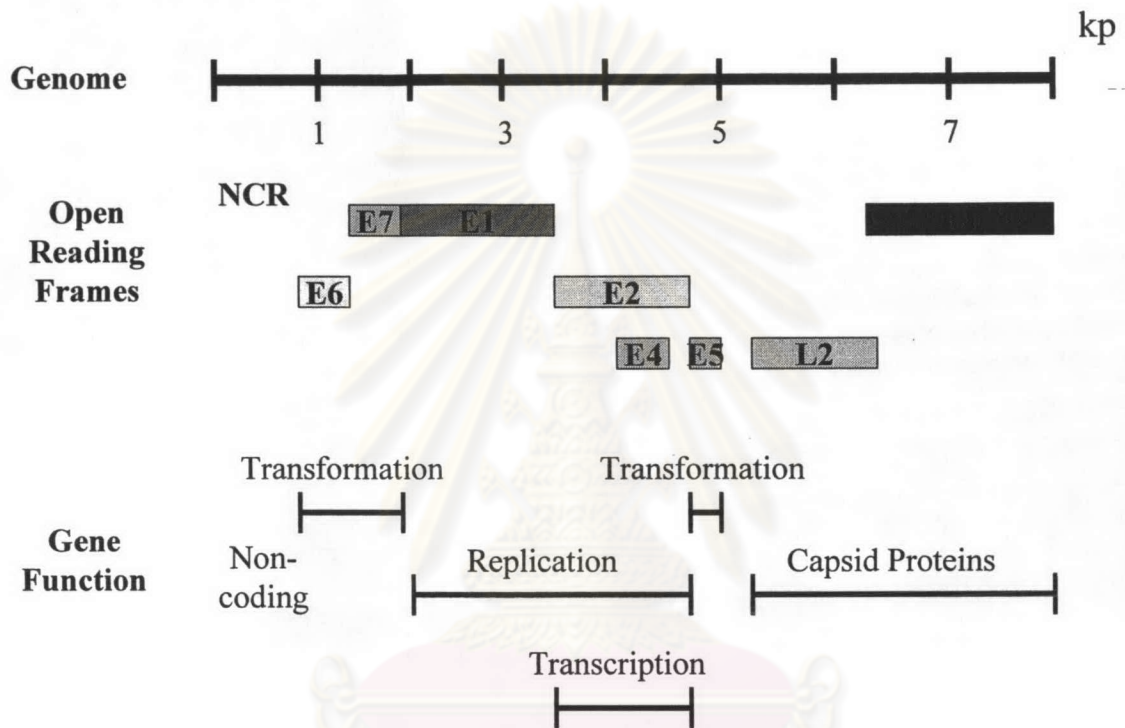 kp
Genome
1 3 5 7
NCR
Open
Reading
Frames
E7 E1
E6 E2
E4 E5 L2
Transformation Transformation
Gene
Function
Non-
coding
Replication Capsid Proteins
Transcription